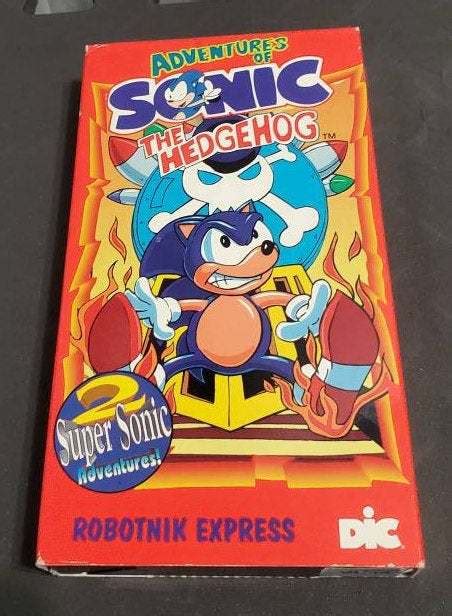 ADVENTURES
OF
SONIC
THE
HEDGEHOG TM
2
Super Sonic
Adventures!
ROBOTNIK EXPRESS
DiC